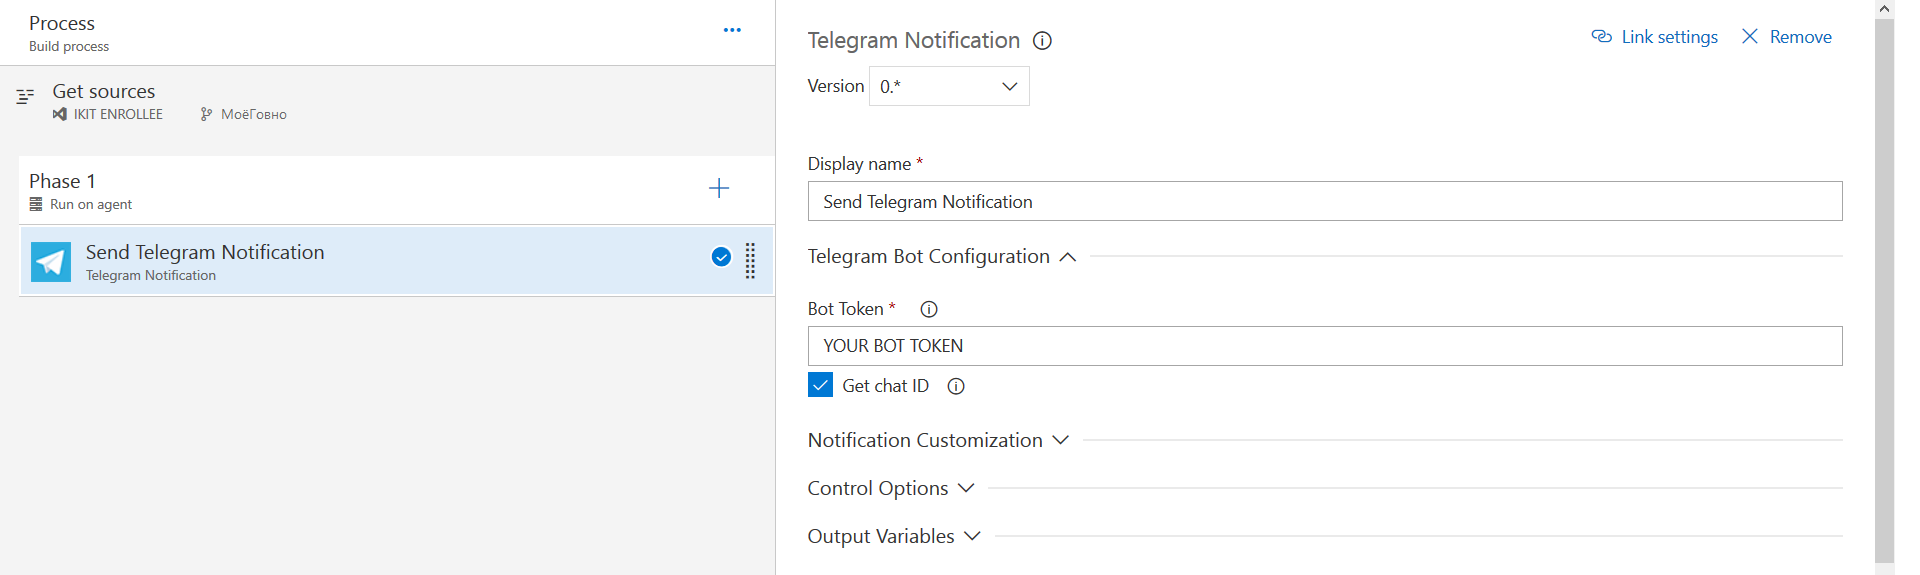 Process
Build process
Get sources
IKIT ENROLLEE МоёГовно
Phase 1
Run on agent
Send Telegram Notification
Telegram Notification
Telegram Notification
Link settings
Remove
Version 0.*
Display name *
Send Telegram Notification
Telegram Bot Configuration
Bot Token *
YOUR BOT TOKEN
Get chat ID
Notification Customization
Control Options
Output Variables